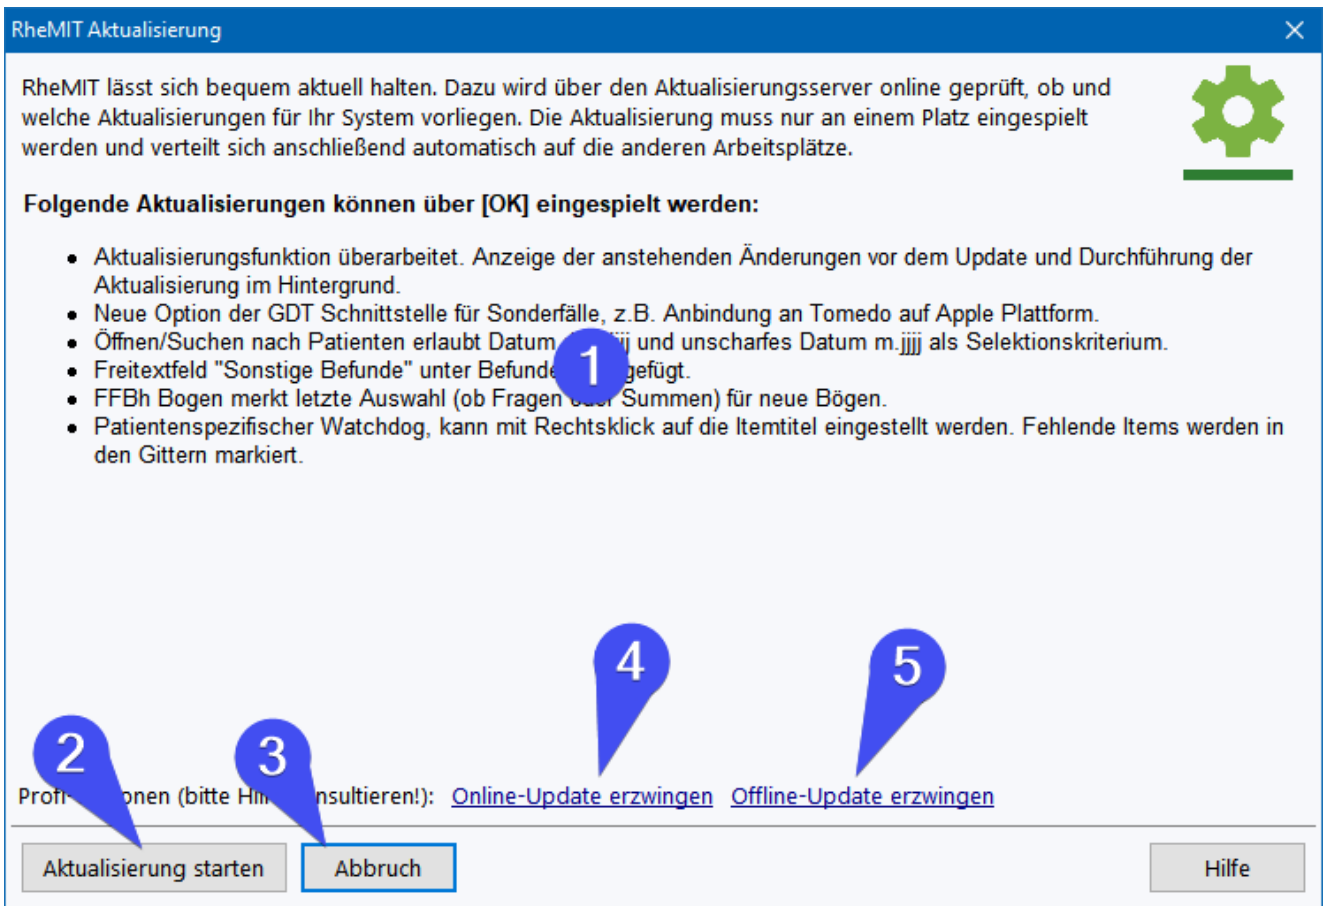 RheMIT Aktualisierung
RheMIT lässt sich bequem aktuell halten. Dazu wird über den Aktualisierungsserver online geprüft, ob und
welche Aktualisierungen für Ihr System vorliegen. Die Aktualisierung muss nur an einem Platz eingespielt
werden und verteilt sich anschließend automatisch auf die anderen Arbeitsplätze.
Folgende Aktualisierungen können über [OK] eingespielt werden:
• Aktualisierungsfunktion überarbeitet. Anzeige der anstehenden Änderungen vor dem Update und Durchführung der
Aktualisierung im Hintergrund.
• Neue Option der GDT Schnittstelle für Sonderfälle, z.B. Anbindung an Tomedo auf Apple Plattform.
• Öffnen/Suchen nach Patienten erlaubt Datum und unscharfes Datum m.jjjj als Selektionskriterium.
• Freitextfeld "Sonstige Befunde" unter Befunde gefügt.
1
• FFBh Bogen merkt letzte Auswahl (ob Fragen oder Summen) für neue Bögen.
• Patientenspezifischer Watchdog, kann mit Rechtsklick auf die Itemtitel eingestellt werden. Fehlende Items werden in
den Gittern markiert.
4
5
2
3
(bitte consultieren!): Online-Update erzwingen Offline-Update erzwingen
Aktualisierung starten Abbruch Hilfe